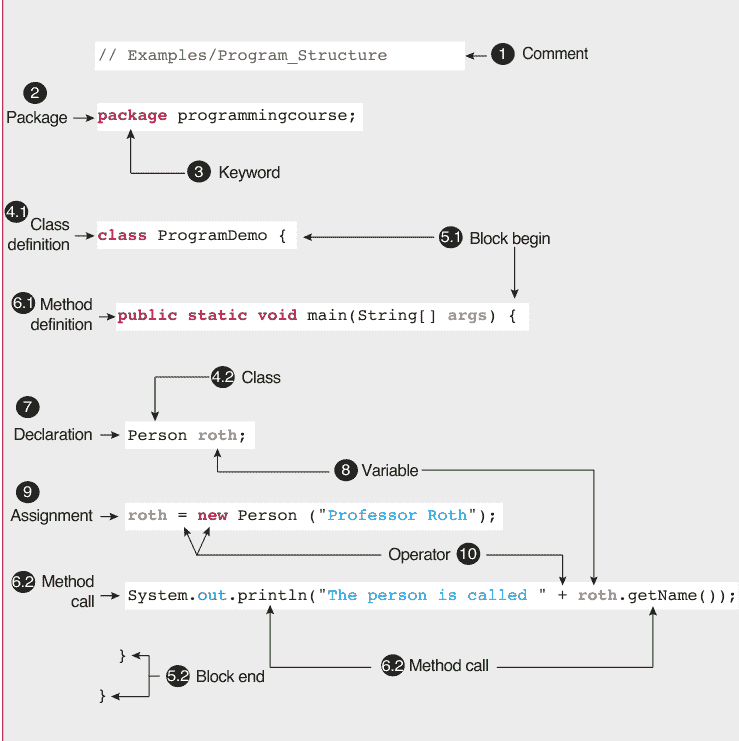 // Examples/Program_Structure
1 Comment
2
Package
package programmingcourse;
3 Keyword
4.1 Class
definition
class ProgramDemo {
5.1 Block begin
6.1 Method
definition
public static void main(String[] args) {
4.2 Class
7
Declaration
Person roth;
8 Variable
9
Assignment
roth = new Person ("Professor Roth");
Operator 10
6.2 Method
call
System.out.println("The person is called " + roth.getName());
6.2 Method call
}
5.2 Block end
}